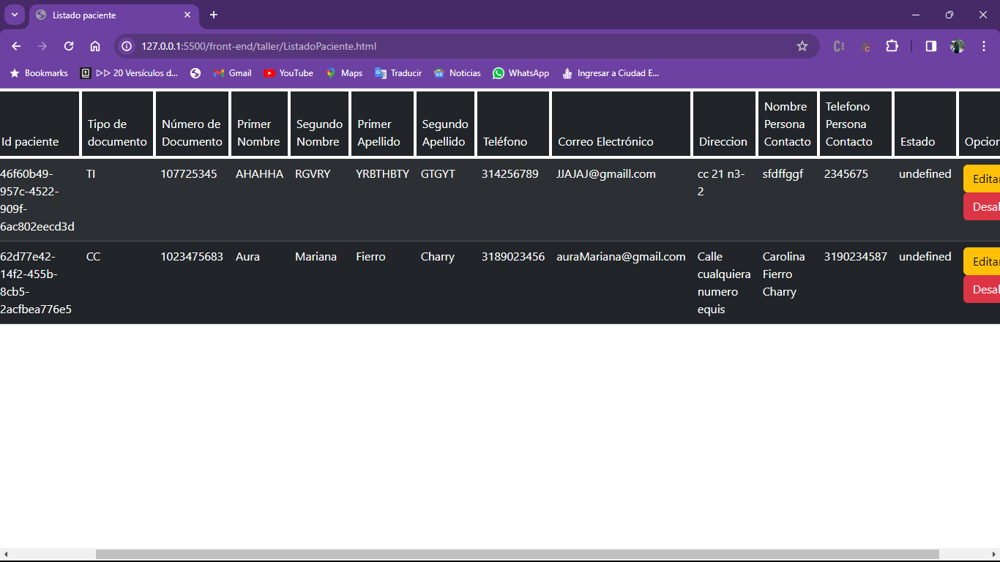 Listado paciente
127.0.0.1:5500/front-end/taller/ListadoPaciente.html
Bookmarks ▷▷ 20 Versículos d... Gmail YouTube Maps Traducir Noticias WhatsApp Ingresar a Ciudad E...
Id paciente
Tipo de
documento
Número de
Documento
Primer
Nombre
Segundo
Nombre
Primer
Apellido
Segundo
Apellido
Teléfono
Correo Electrónico
Direccion
Nombre
Persona
Contacto
Telefono
Persona
Contacto
Estado
Opcion
46f60b49-
957c-4522-
909f-
6ac802eecd3d
TI
107725345
AHAHHA
RGVRY
YRBTHBTY
GTGYT
314256789
JJAJAJ@gmaill.com
cc 21 n3-
2
sfdffggf
2345675
undefined
Editar
Desal
62d77e42-
14f2-455b-
8cb5-
2acfbea776e5
CC
1023475683
Aura
Mariana
Fierro
Charry
3189023456
auraMariana@gmail.com
Calle
cualquiera
numero
equis
Carolina
Fierro
Charry
3190234587
undefined
Editar
Desal